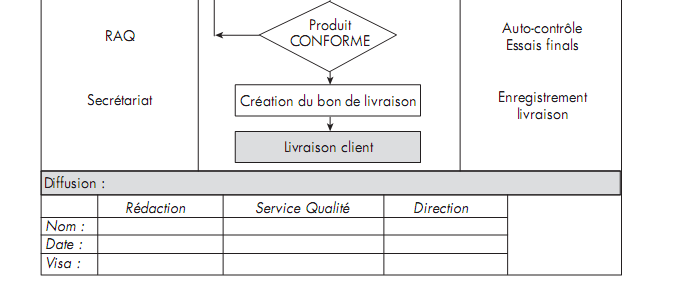 RAQ
Produit
CONFORME
Auto-contrôle
Essais finals
Secrétariat
Création du bon de livraison
Enregistrement
livraison
Livraison client
Diffusion :
Rédaction Service Qualité Direction
Nom :
Date :
Visa :